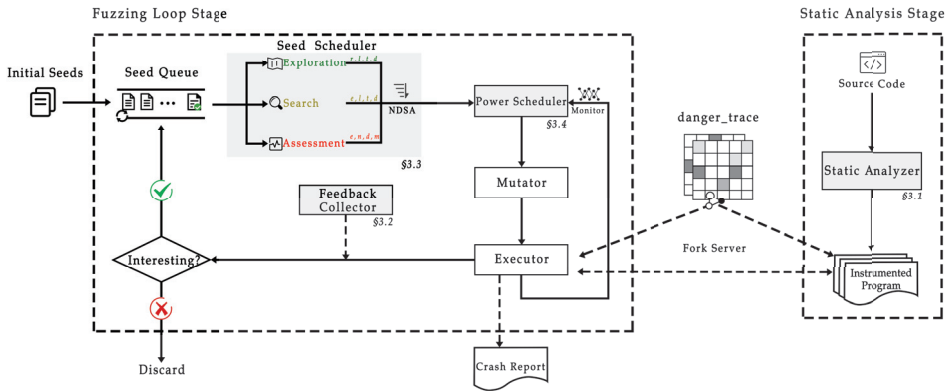 Fuzzing Loop Stage
Static Analysis Stage
Initial Seeds
Seed Queue
Seed Scheduler
Exploration
Search
e, l, t, d
Assessment
e, n, d, m
NDSA
§3.3
Power Scheduler
§3.4
Monitor
Mutator
Feedback
Collector
§3.2
Executor
Interesting?
Discard
Crash Report
danger_trace
Fork Server
</>
Source Code
Static Analyzer
§3.1
Instrumented
Program